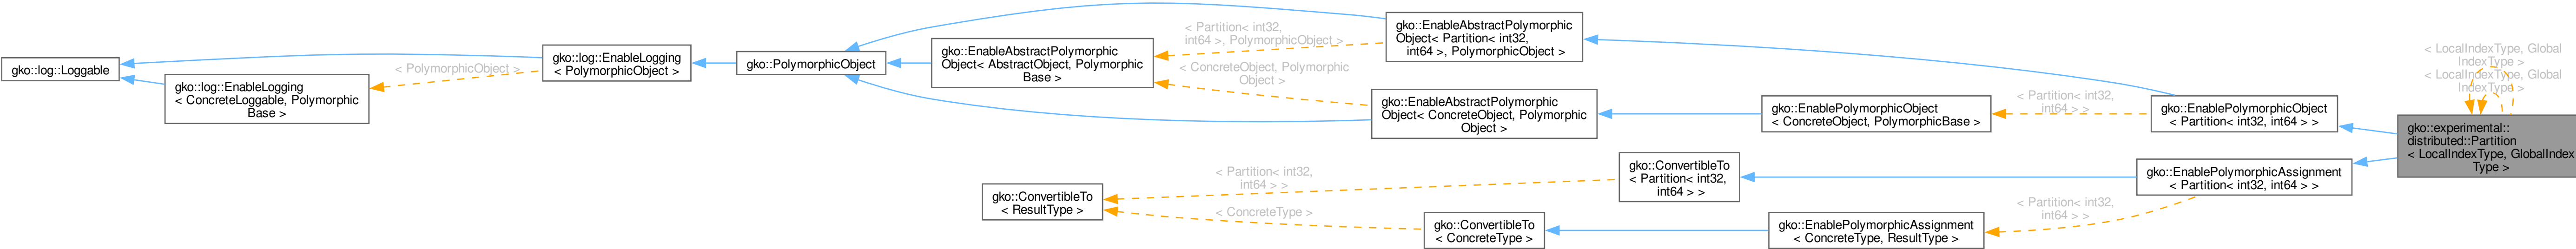 gko::log::Loggable
gko::log::EnableLogging
< ConcreteLoggable, Polymorphic
Base >
< PolymorphicObject >
gko::log::EnableLogging
< PolymorphicObject >
gko::PolymorphicObject
gko::EnableAbstractPolymorphic
Object< AbstractObject, Polymorphic
Base >
< Partition< int32,
int64 >, PolymorphicObject >
< ConcreteObject, Polymorphic
Object >
gko::EnableAbstractPolymorphic
Object< Partition< int32,
int64 >, PolymorphicObject >
gko::EnableAbstractPolymorphic
Object< ConcreteObject, Polymorphic
Object >
gko::EnablePolymorphicObject
< ConcreteObject, PolymorphicBase >
< Partition< int32,
int64 > >
gko::EnablePolymorphicObject
< Partition< int32, int64 > >
< LocalIndexType, Global
IndexType >
< LocalIndexType, Global
IndexType >
gko::experimental::
distributed::Partition
< LocalIndexType, GlobalIndex
Type >
gko::ConvertibleTo
< ResultType >
< Partition< int32,
int64 > >
< ConcreteType >
gko::ConvertibleTo
< Partition< int32,
int64 > >
gko::ConvertibleTo
< ConcreteType >
gko::EnablePolymorphicAssignment
< ConcreteType, ResultType >
< Partition< int32,
int64 > >
gko::EnablePolymorphicAssignment
< Partition< int32, int64 > >